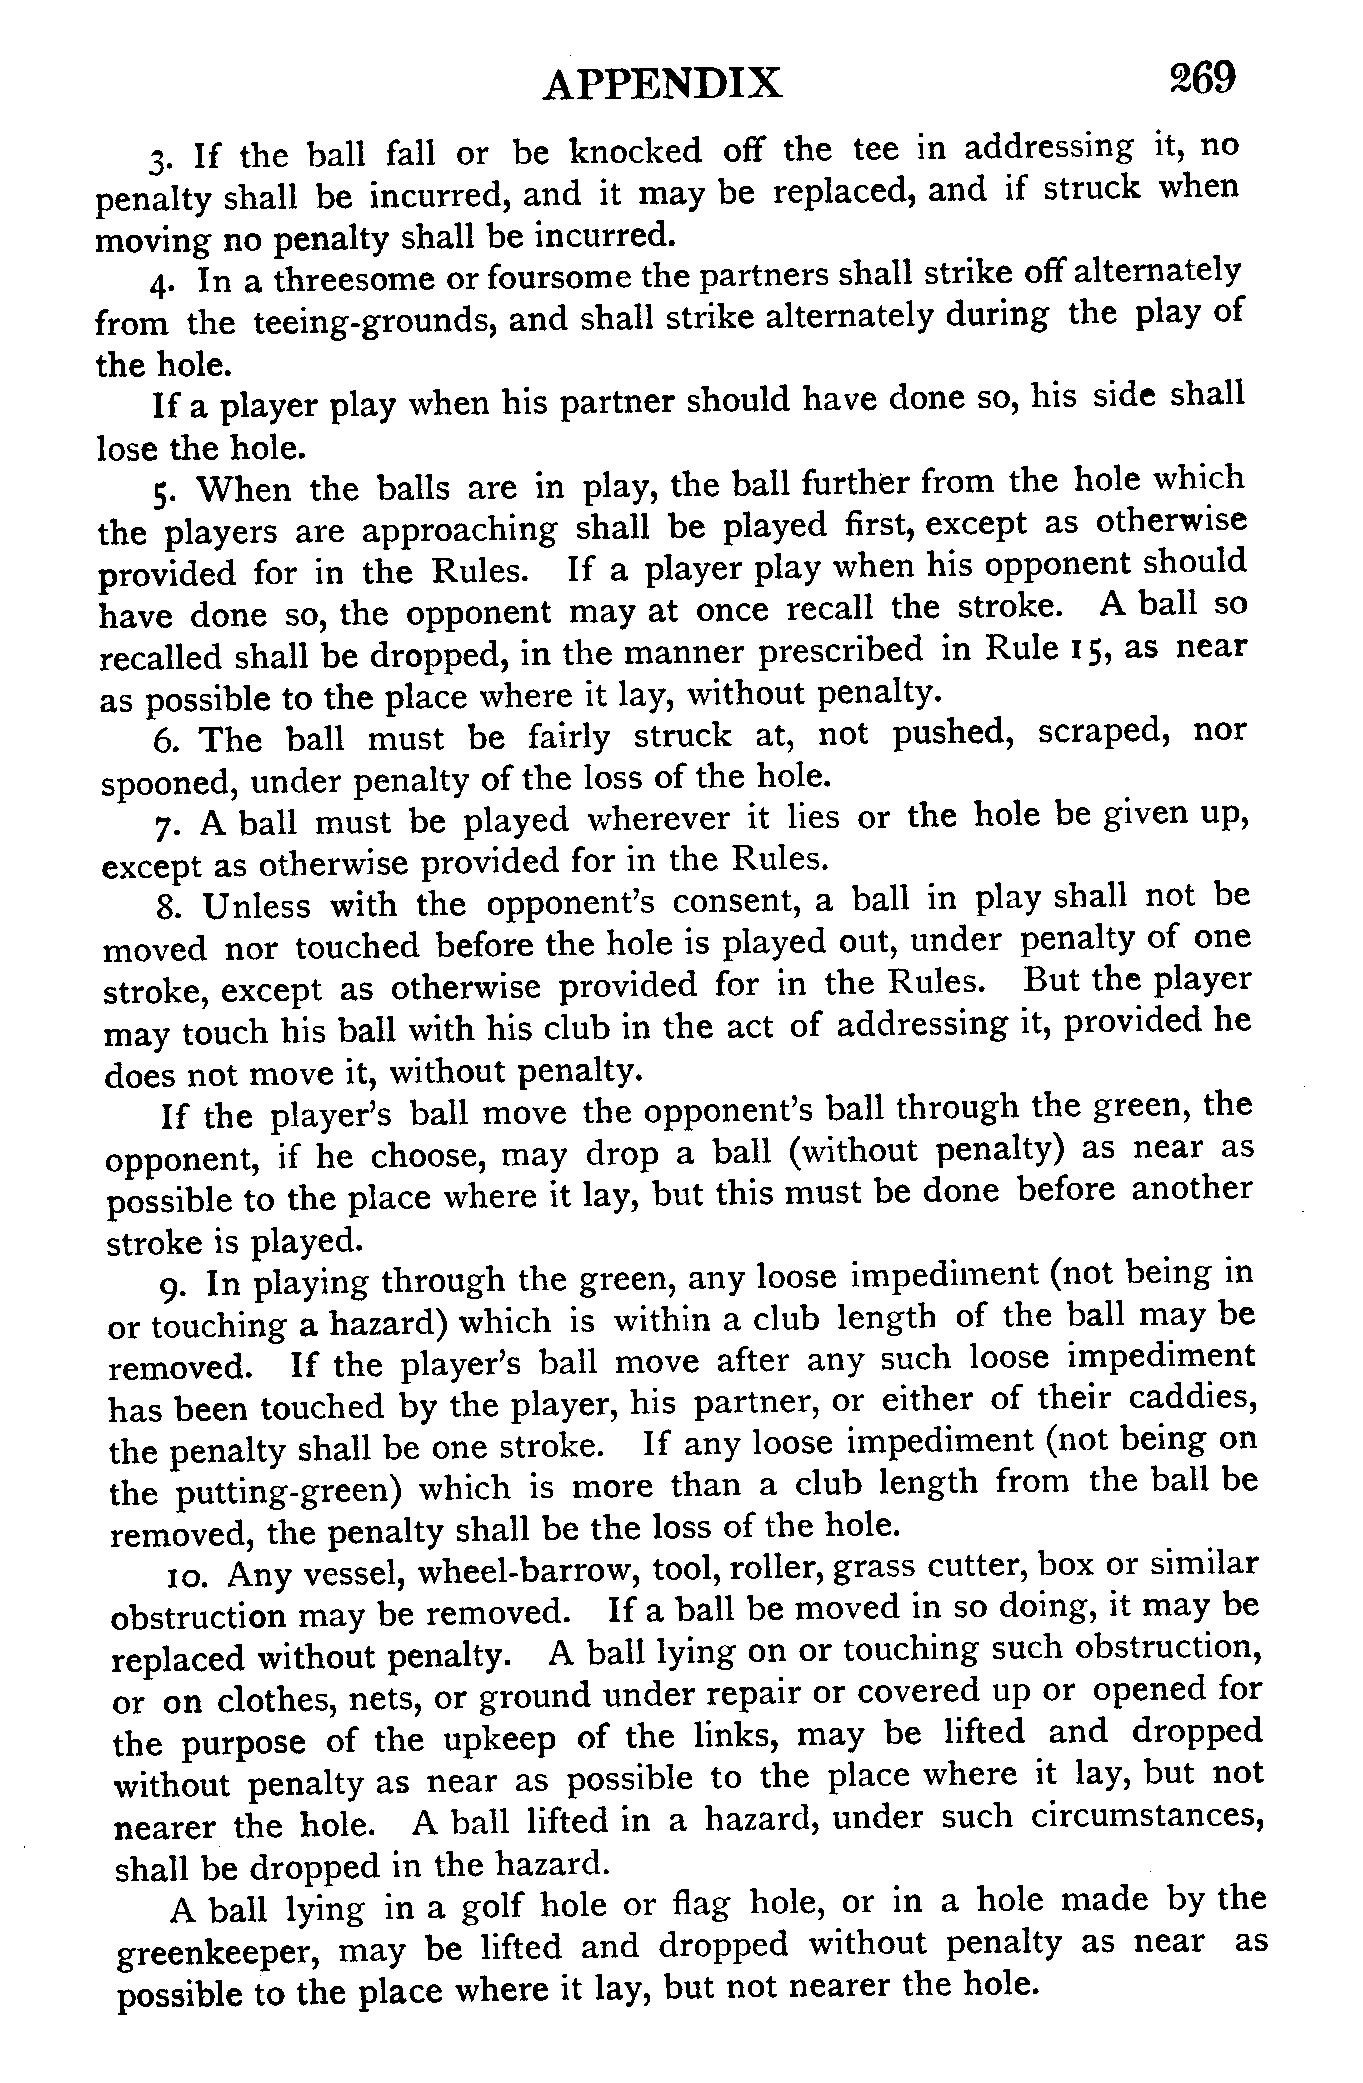 APPENDIX 269
3. If the ball fall or be knocked off the tee in addressing it, no
penalty shall be incurred, and it may be replaced, and if struck when
moving no penalty shall be incurred.
4. In a threesome or foursome the partners shall strike off alternately
from the teeing-grounds, and shall strike alternately during the play of
the hole.
If a player play when his partner should have done so, his side shall
lose the hole.
5. When the balls are in play, the ball further from the hole which
the players are approaching shall be played first, except as otherwise
provided for in the Rules. If a player play when his opponent should
have done so, the opponent may at once recall the stroke. A ball so
recalled shall be dropped, in the manner prescribed in Rule 15, as near
as possible to the place where it lay, without penalty.
6. The ball must be fairly struck at, not pushed, scraped, nor
spooned, under penalty of the loss of the hole.
7. A ball must be played wherever it lies or the hole be given up,
except as otherwise provided for in the Rules.
8. Unless with the opponent's consent, a ball in play shall not be
moved nor touched before the hole is played out, under penalty of one
stroke, except as otherwise provided for in the Rules. But the player
may touch his ball with his club in the act of addressing it, provided he
does not move it, without penalty.
If the player's ball move the opponent's ball through the green, the
opponent, if he choose, may drop a ball (without penalty) as near as
possible to the place where it lay, but this must be done before another
stroke is played.
9. In playing through the green, any loose impediment (not being in
or touching a hazard) which is within a club length of the ball may be
removed. If the player's ball move after any such loose impediment
has been touched by the player, his partner, or either of their caddies,
the penalty shall be one stroke. If any loose impediment (not being on
the putting-green) which is more than a club length from the ball be
removed, the penalty shall be the loss of the hole.
10. Any vessel, wheel-barrow, tool, roller, grass cutter, box or similar
obstruction may be removed. If a ball be moved in so doing, it may be
replaced without penalty. A ball lying on or touching such obstruction,
or on clothes, nets, or ground under repair or covered up or opened for
the purpose of the upkeep of the links, may be lifted and dropped
without penalty as near as possible to the place where it lay, but not
nearer the hole. A ball lifted in a hazard, under such circumstances,
shall be dropped in the hazard.
A ball lying in a golf hole or flag hole, or in a hole made by the
greenkeeper, may be lifted and dropped without penalty as near as
possible to the place where it lay, but not nearer the hole.